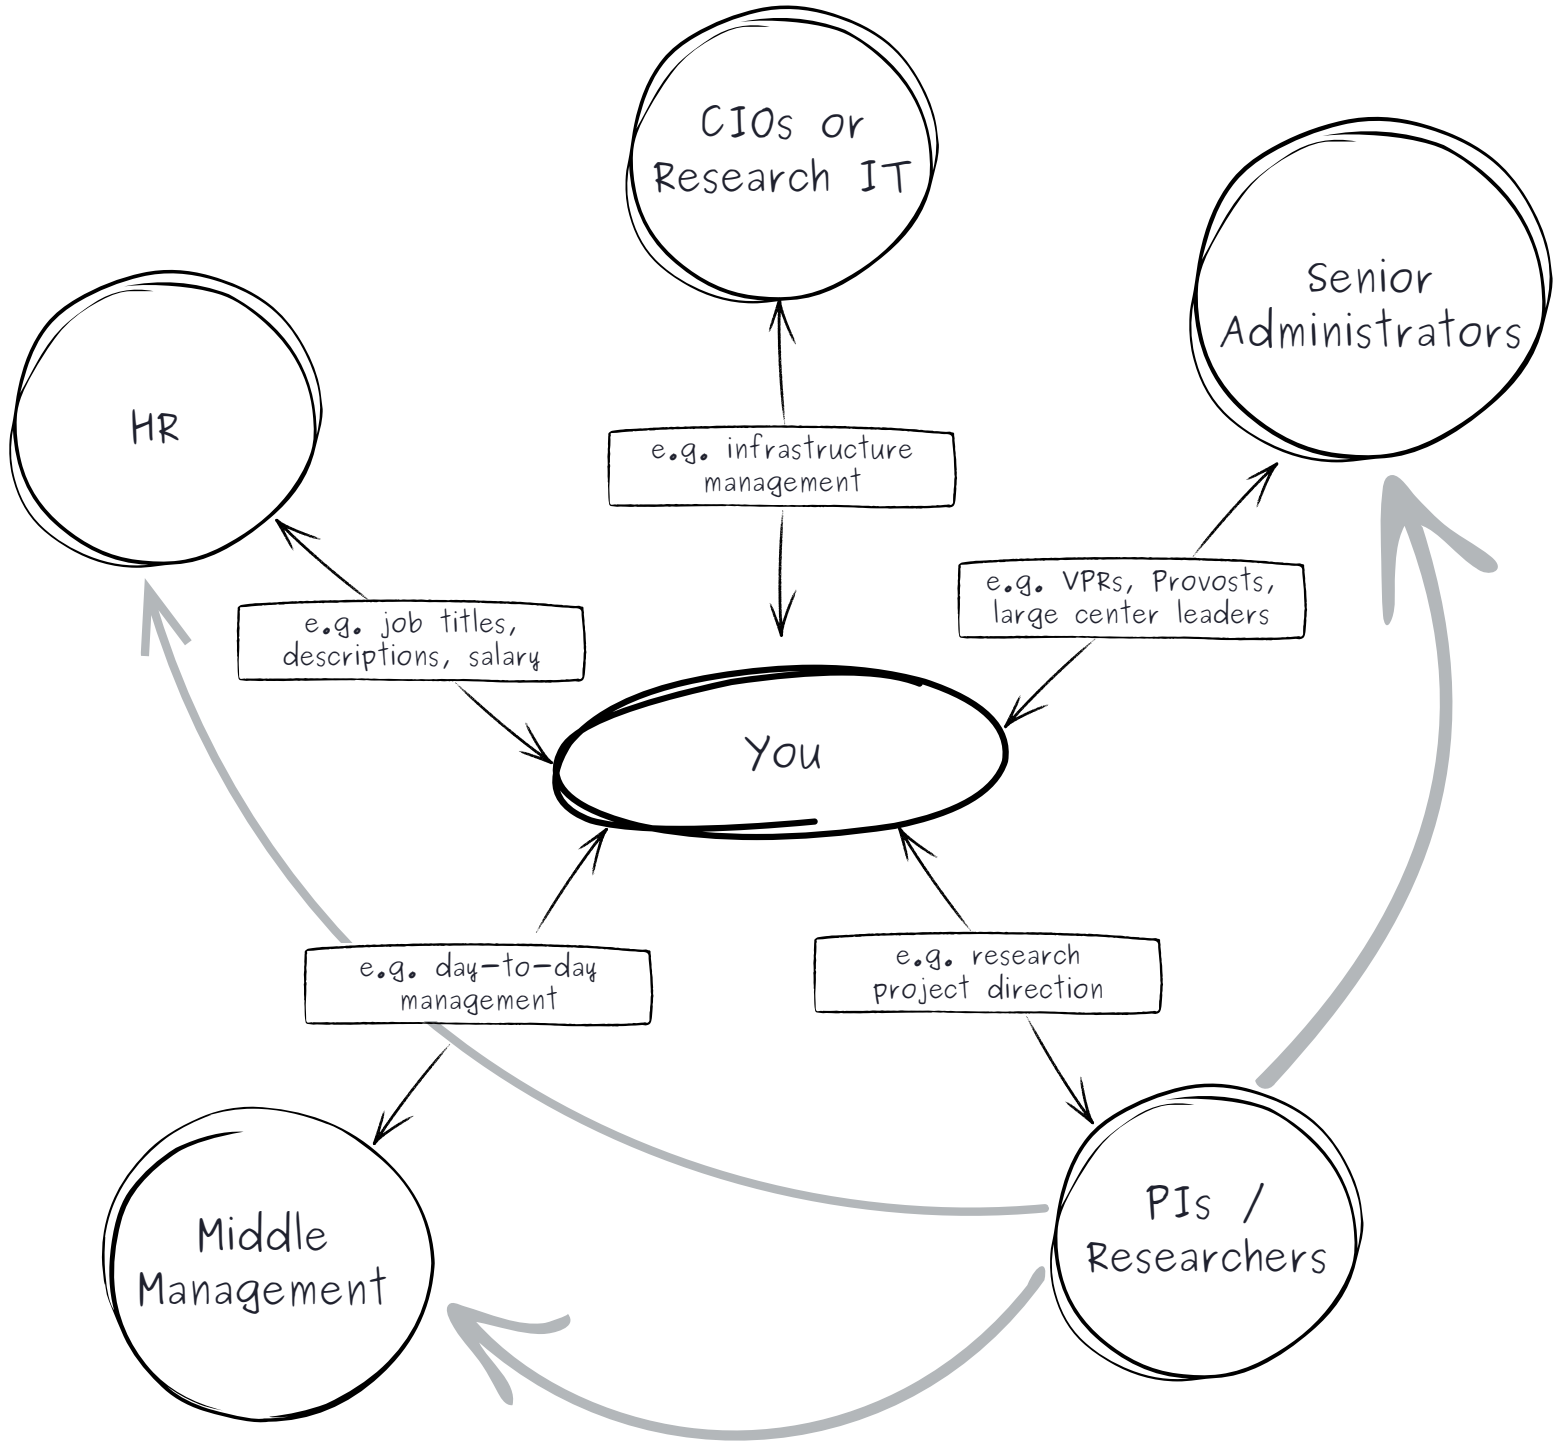 CIOs or
Research IT
Senior
Administrators
HR
e.g. infrastructure
management
e.g. VPRs, Provosts,
large center leaders
e.g. job titles,
descriptions, salary
You
e.g. day-to-day
management
e.g. research
project direction
Middle
Management
PIs /
Researchers